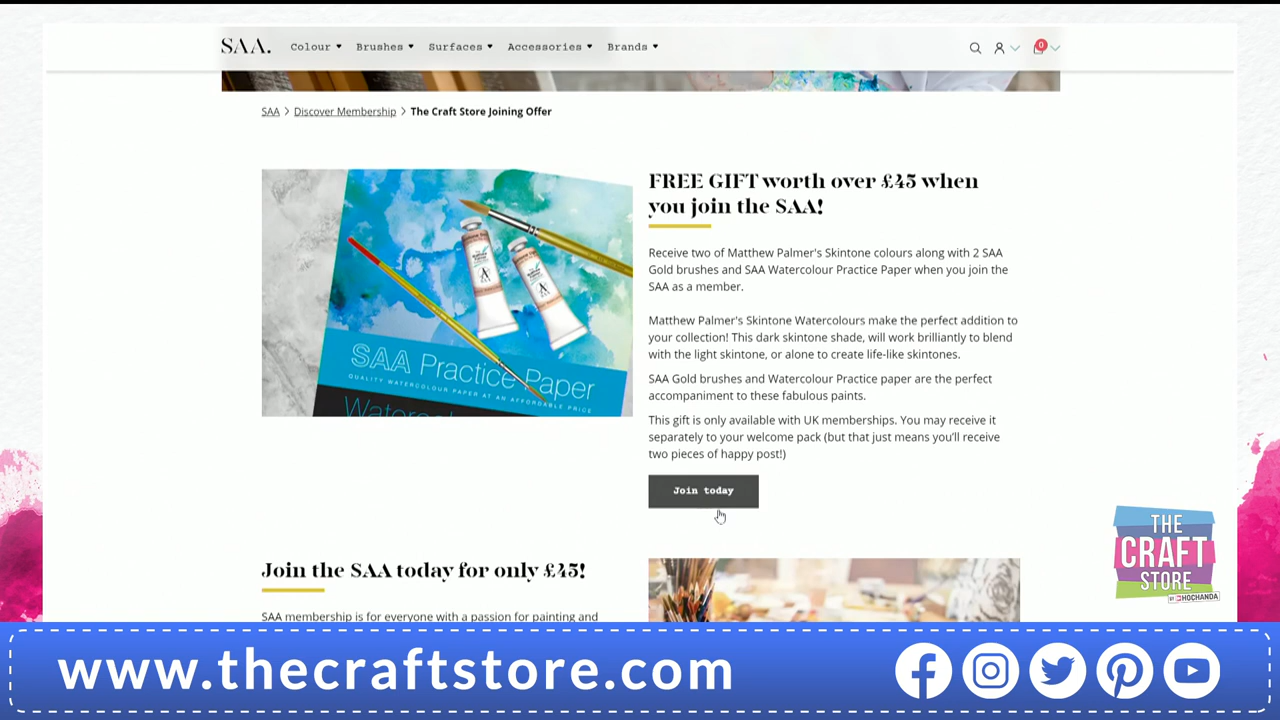 SAA. Colour Brushes Surfaces Accessories Brands 0
SAA > Discover Membership > The Craft Store Joining Offer
FREE GIFT worth over £45 when
you join the SAA!
Receive two of Matthew Palmer's Skintone colours along with 2 SAA
Gold brushes and SAA Watercolour Practice Paper when you join the
SAA as a member.
Matthew Palmer's Skintone Watercolours make the perfect addition to
your collection! This dark skintone shade, will work brilliantly to blend
with the light skintone, or alone to create life-like skintones.
SAA Gold brushes and Watercolour Practice paper are the perfect
accompaniment to these fabulous paints.
This gift is only available with UK memberships. You may receive it
separately to your welcome pack (but that just means you'll receive
two pieces of happy post!)
Join today
SAA Practice Paper
QUALITY WATERCOLOUR PAPER AT AN AFFORDABLE PRICE
Join the SAA today for only £45!
SAA membership is for everyone with a passion for painting and
THE
CRAFT
STORE
BY HOCHANDA
www.thecraftstore.com